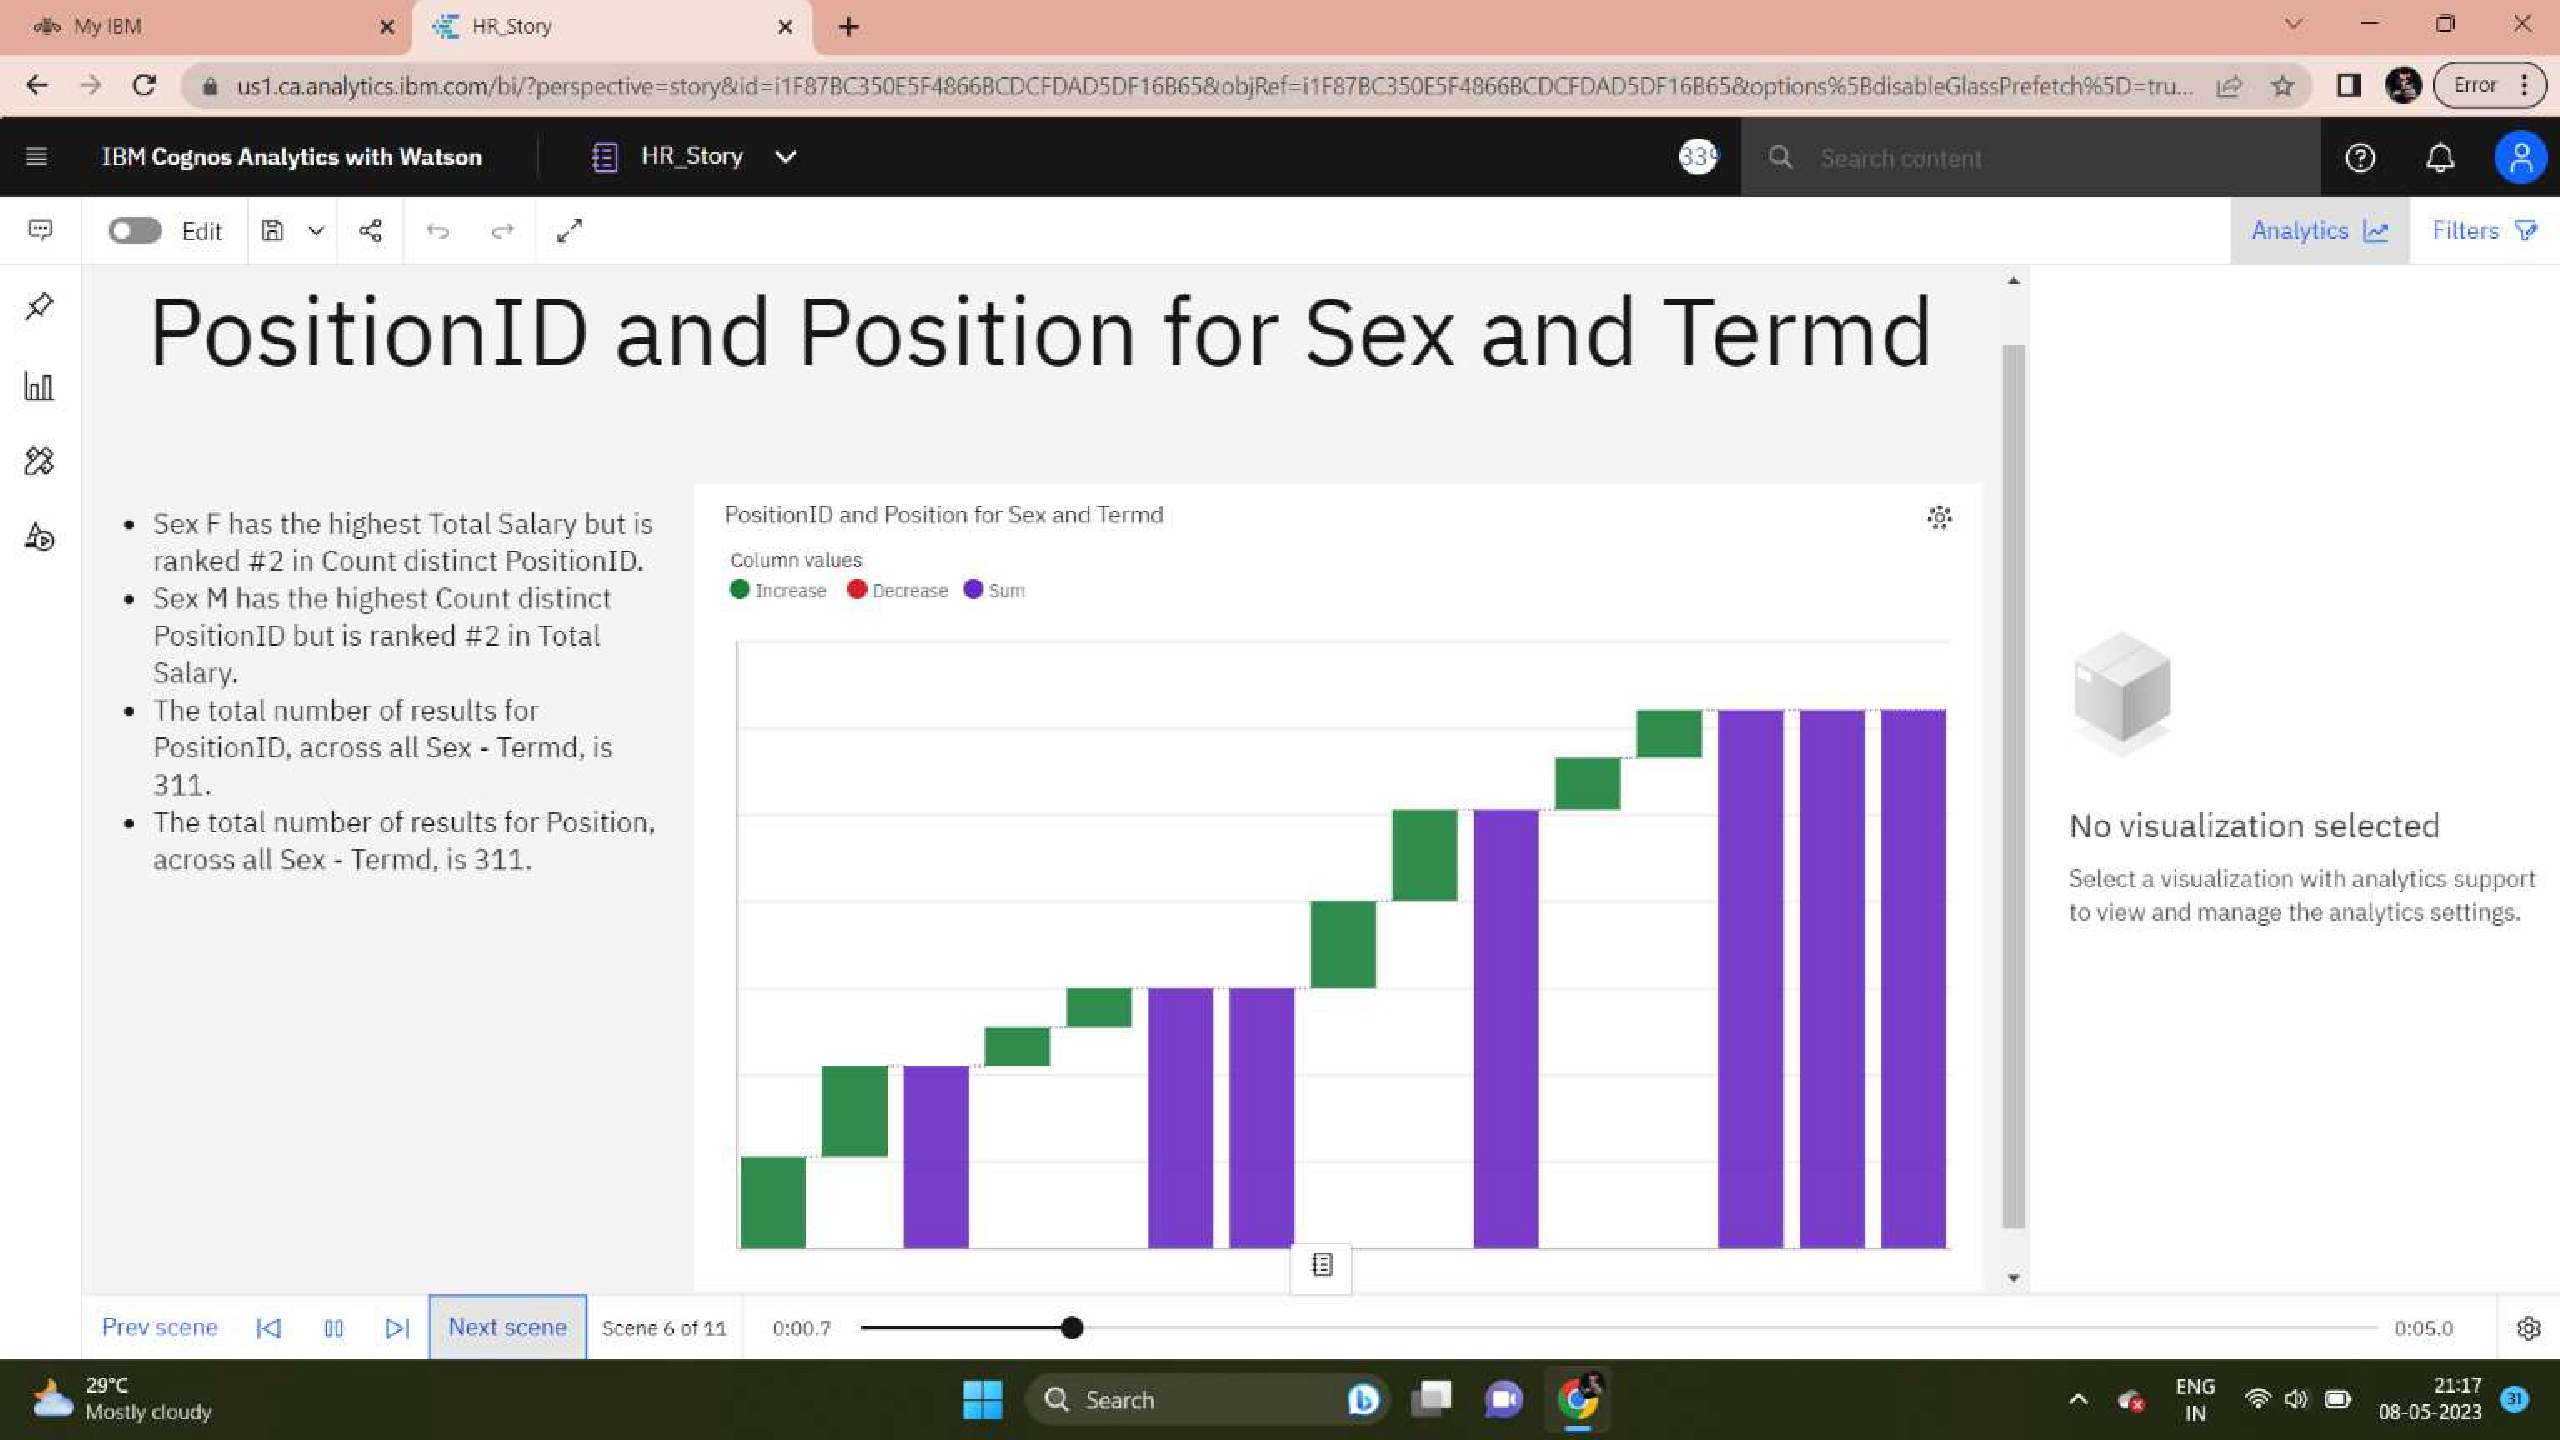 My IBM
HR_Story
us1.ca.analytics.ibm.com/bi/?perspective=story&id=i1F87BC350E5F4866BCDCFDAD5DF16B65&objRef=i1F87BC350E5F4866BCDCFDAD5DF16B65&options%5BdisableGlassPrefetch%5D=tru...
Error
IBM Cognos Analytics with Watson
HR_Story
Search content
Edit
Analytics
Filters
PositionID and Position for Sex and Termd
• Sex F has the highest Total Salary but is
ranked #2 in Count distinct PositionID.
• Sex M has the highest Count distinct
PositionID but is ranked #2 in Total
Salary.
• The total number of results for
PositionID, across all Sex - Termd, is
311.
• The total number of results for Position,
across all Sex - Termd, is 311.
PositionID and Position for Sex and Termd
Column values
Increase Decrease Sum
No visualization selected
Select a visualization with analytics support
to view and manage the analytics settings.
Prev scene
Next scene
Scene 6 of 11
0:00.7
0:05.0
29°C
Mostly cloudy
Search
ENG
IN
21:17
08-05-2023
31